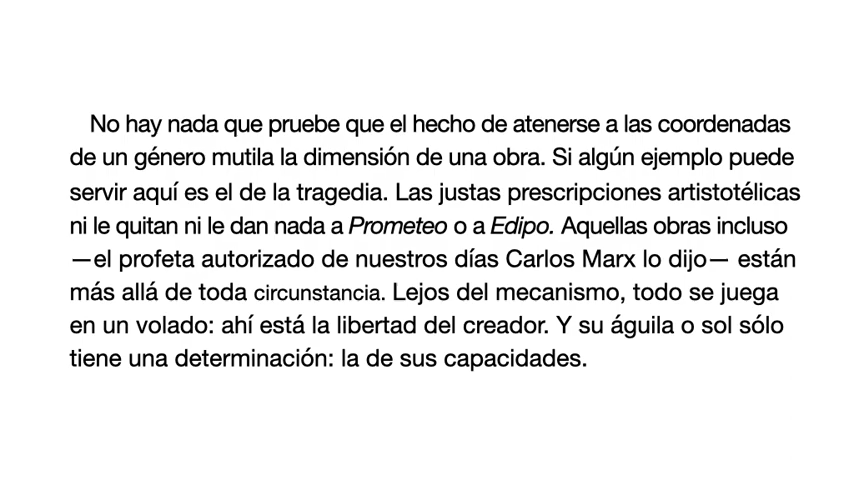 No hay nada que pruebe que el hecho de atenerse a las coordenadas
de un género mutila la dimensión de una obra. Si algún ejemplo puede
servir aquí es el de la tragedia. Las justas prescripciones artistotélicas
ni le quitan ni le dan nada a Prometeo o a Edipo. Aquellas obras incluso
—el profeta autorizado de nuestros días Carlos Marx lo dijo— están
más allá de toda circunstancia. Lejos del mecanismo, todo se juega
en un volado: ahí está la libertad del creador. Y su águila o sol sólo
tiene una determinación: la de sus capacidades.